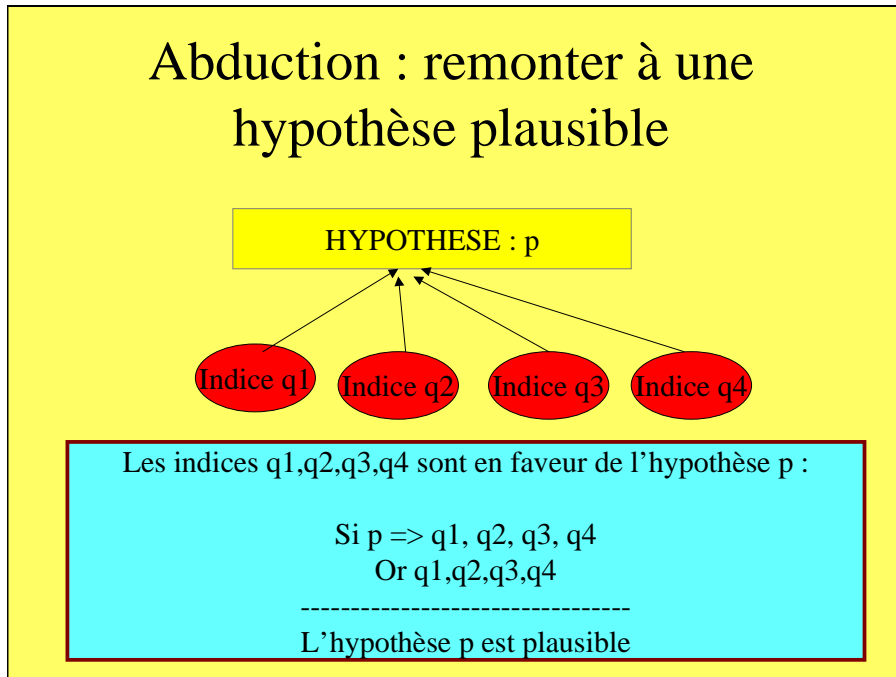 Abduction : remonter à une
hypothèse plausible
HYPOTHESE : p
Indice q1
Indice q2
Indice q3
Indice q4
Les indices q1,q2,q3,q4 sont en faveur de l’hypothèse p :
Si p => q1, q2, q3, q4
Or q1,q2,q3,q4
---------------------------------
L’hypothèse p est plausible